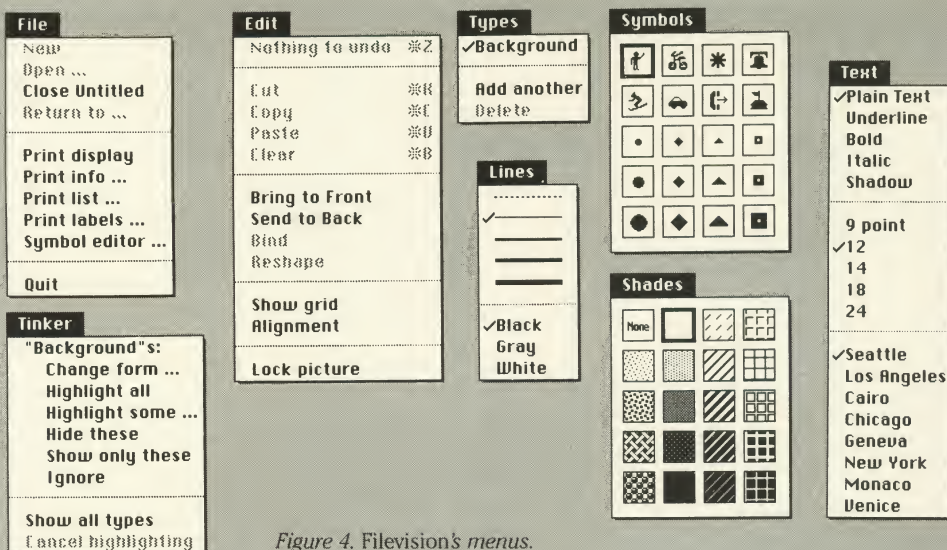 File
New
Open ...
Close Untitled
Return to ...
Print display
Print info ...
Print list ...
Print labels ...
Symbol editor ...
Quit
Tinker
"Background"s:
Change form ...
Highlight all
Highlight some ...
Hide these
Show only these
Ignore
Show all types
Cancel highlighting
Edit
Nothing to undo ⌘Z
Cut ⌘X
Copy ⌘C
Paste ⌘V
Clear ⌘B
Bring to Front
Send to Back
Bind
Reshape
Show grid
Alignment
Lock picture
Types
✓Background
Add another
Delete
Lines
✓
✓Black
Gray
White
Symbols
Shades
None
Text
✓Plain Text
Underline
Bold
Italic
Shadow
9 point
✓12
14
18
24
✓Seattle
Los Angeles
Cairo
Chicago
Geneva
New York
Monaco
Venice
Figure 4. Filevision's menus.